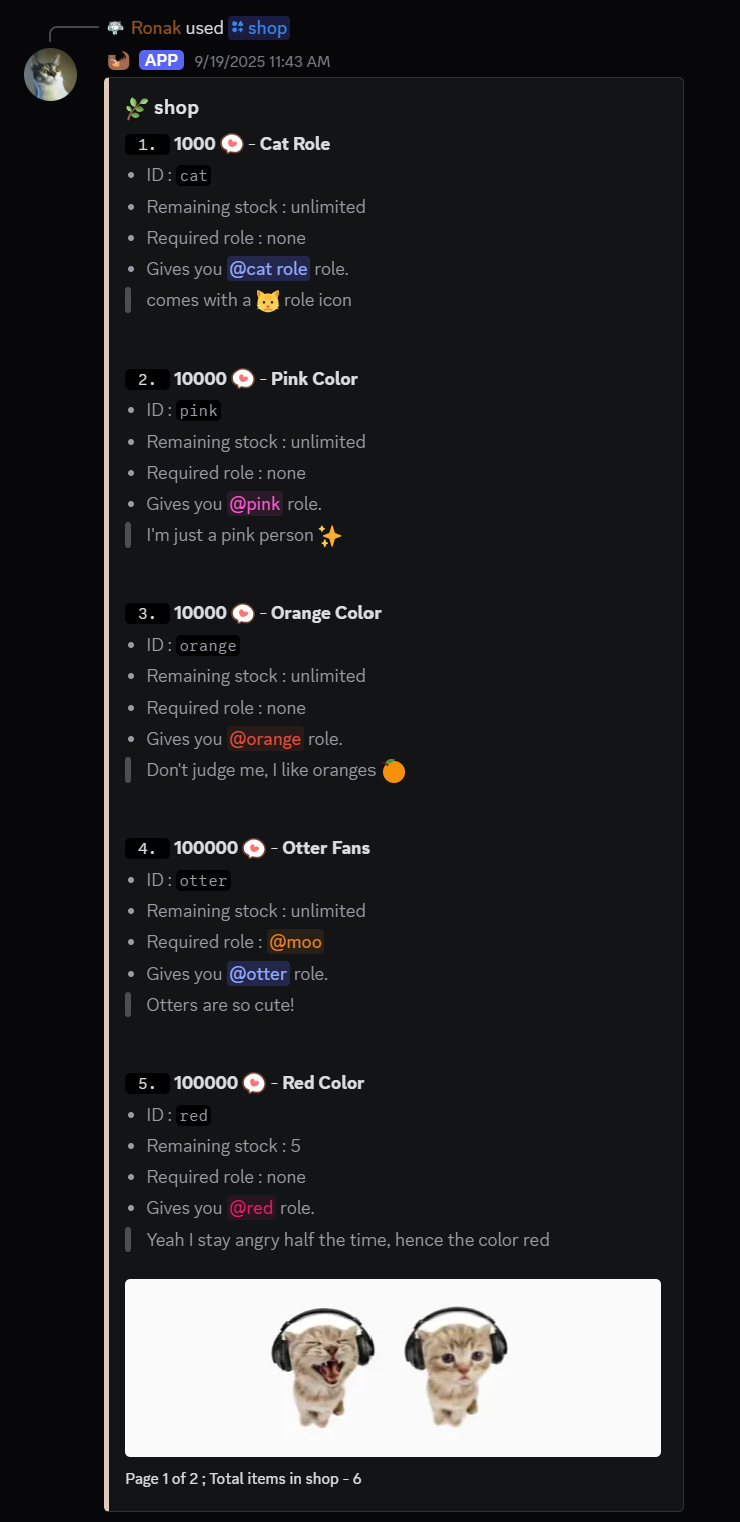 Ronak used shop
APP 9/19/2025 11:43 AM
🌿 shop
1. 1000 - Cat Role
• ID : cat
• Remaining stock : unlimited
• Required role : none
• Gives you @cat role role.
comes with a 🐱 role icon
2. 10000 - Pink Color
• ID : pink
• Remaining stock : unlimited
• Required role : none
• Gives you @pink role.
I'm just a pink person ✨
3. 10000 - Orange Color
• ID : orange
• Remaining stock : unlimited
• Required role : none
• Gives you @orange role.
Don't judge me, I like oranges 🍊
4. 100000 - Otter Fans
• ID : otter
• Remaining stock : unlimited
• Required role : @moo
• Gives you @otter role.
Otters are so cute!
5. 100000 - Red Color
• ID : red
• Remaining stock : 5
• Required role : none
• Gives you @red role.
Yeah I stay angry half the time, hence the color red
Page 1 of 2 ; Total items in shop - 6